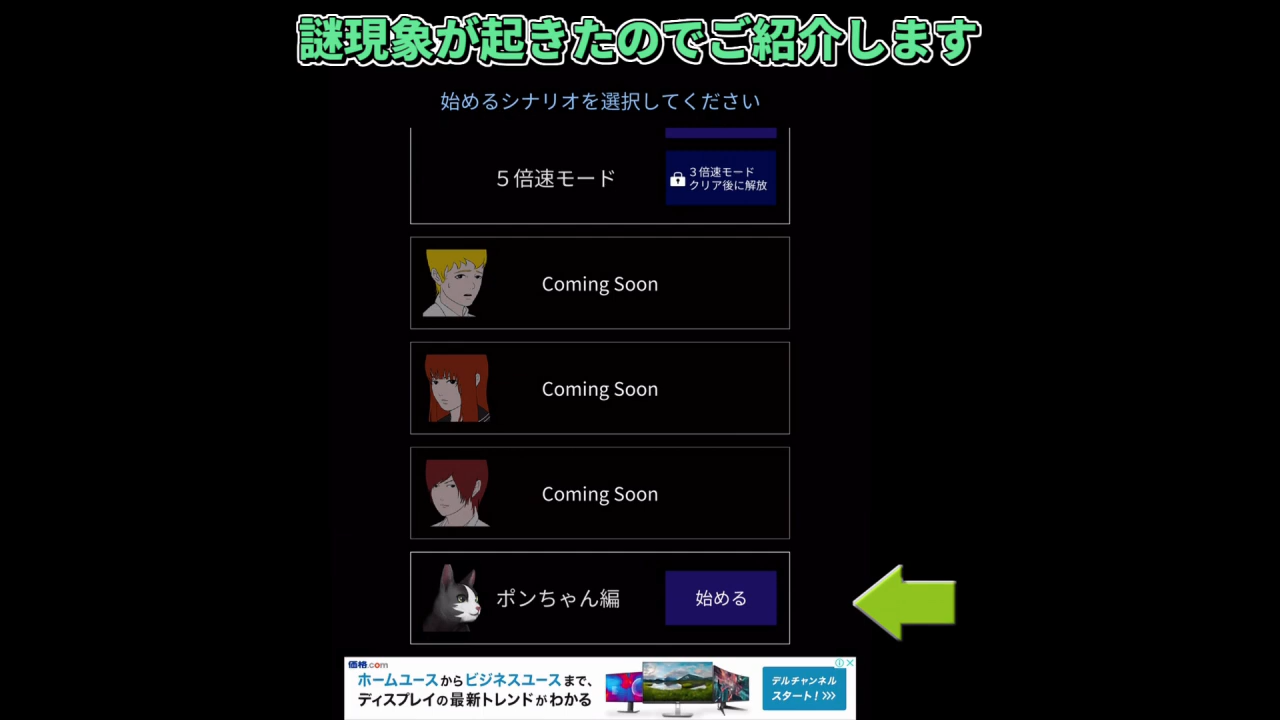 謎現象が起きたのでご紹介します
始めるシナリオを選択してください
５倍速モード
３倍速モード
クリア後に解放
Coming Soon
Coming Soon
Coming Soon
ポンちゃん編
始める
価格.com
ホームユースからビジネスユースまで、
ディスプレイの最新トレンドがわかる
デルチャンネル
スタート！